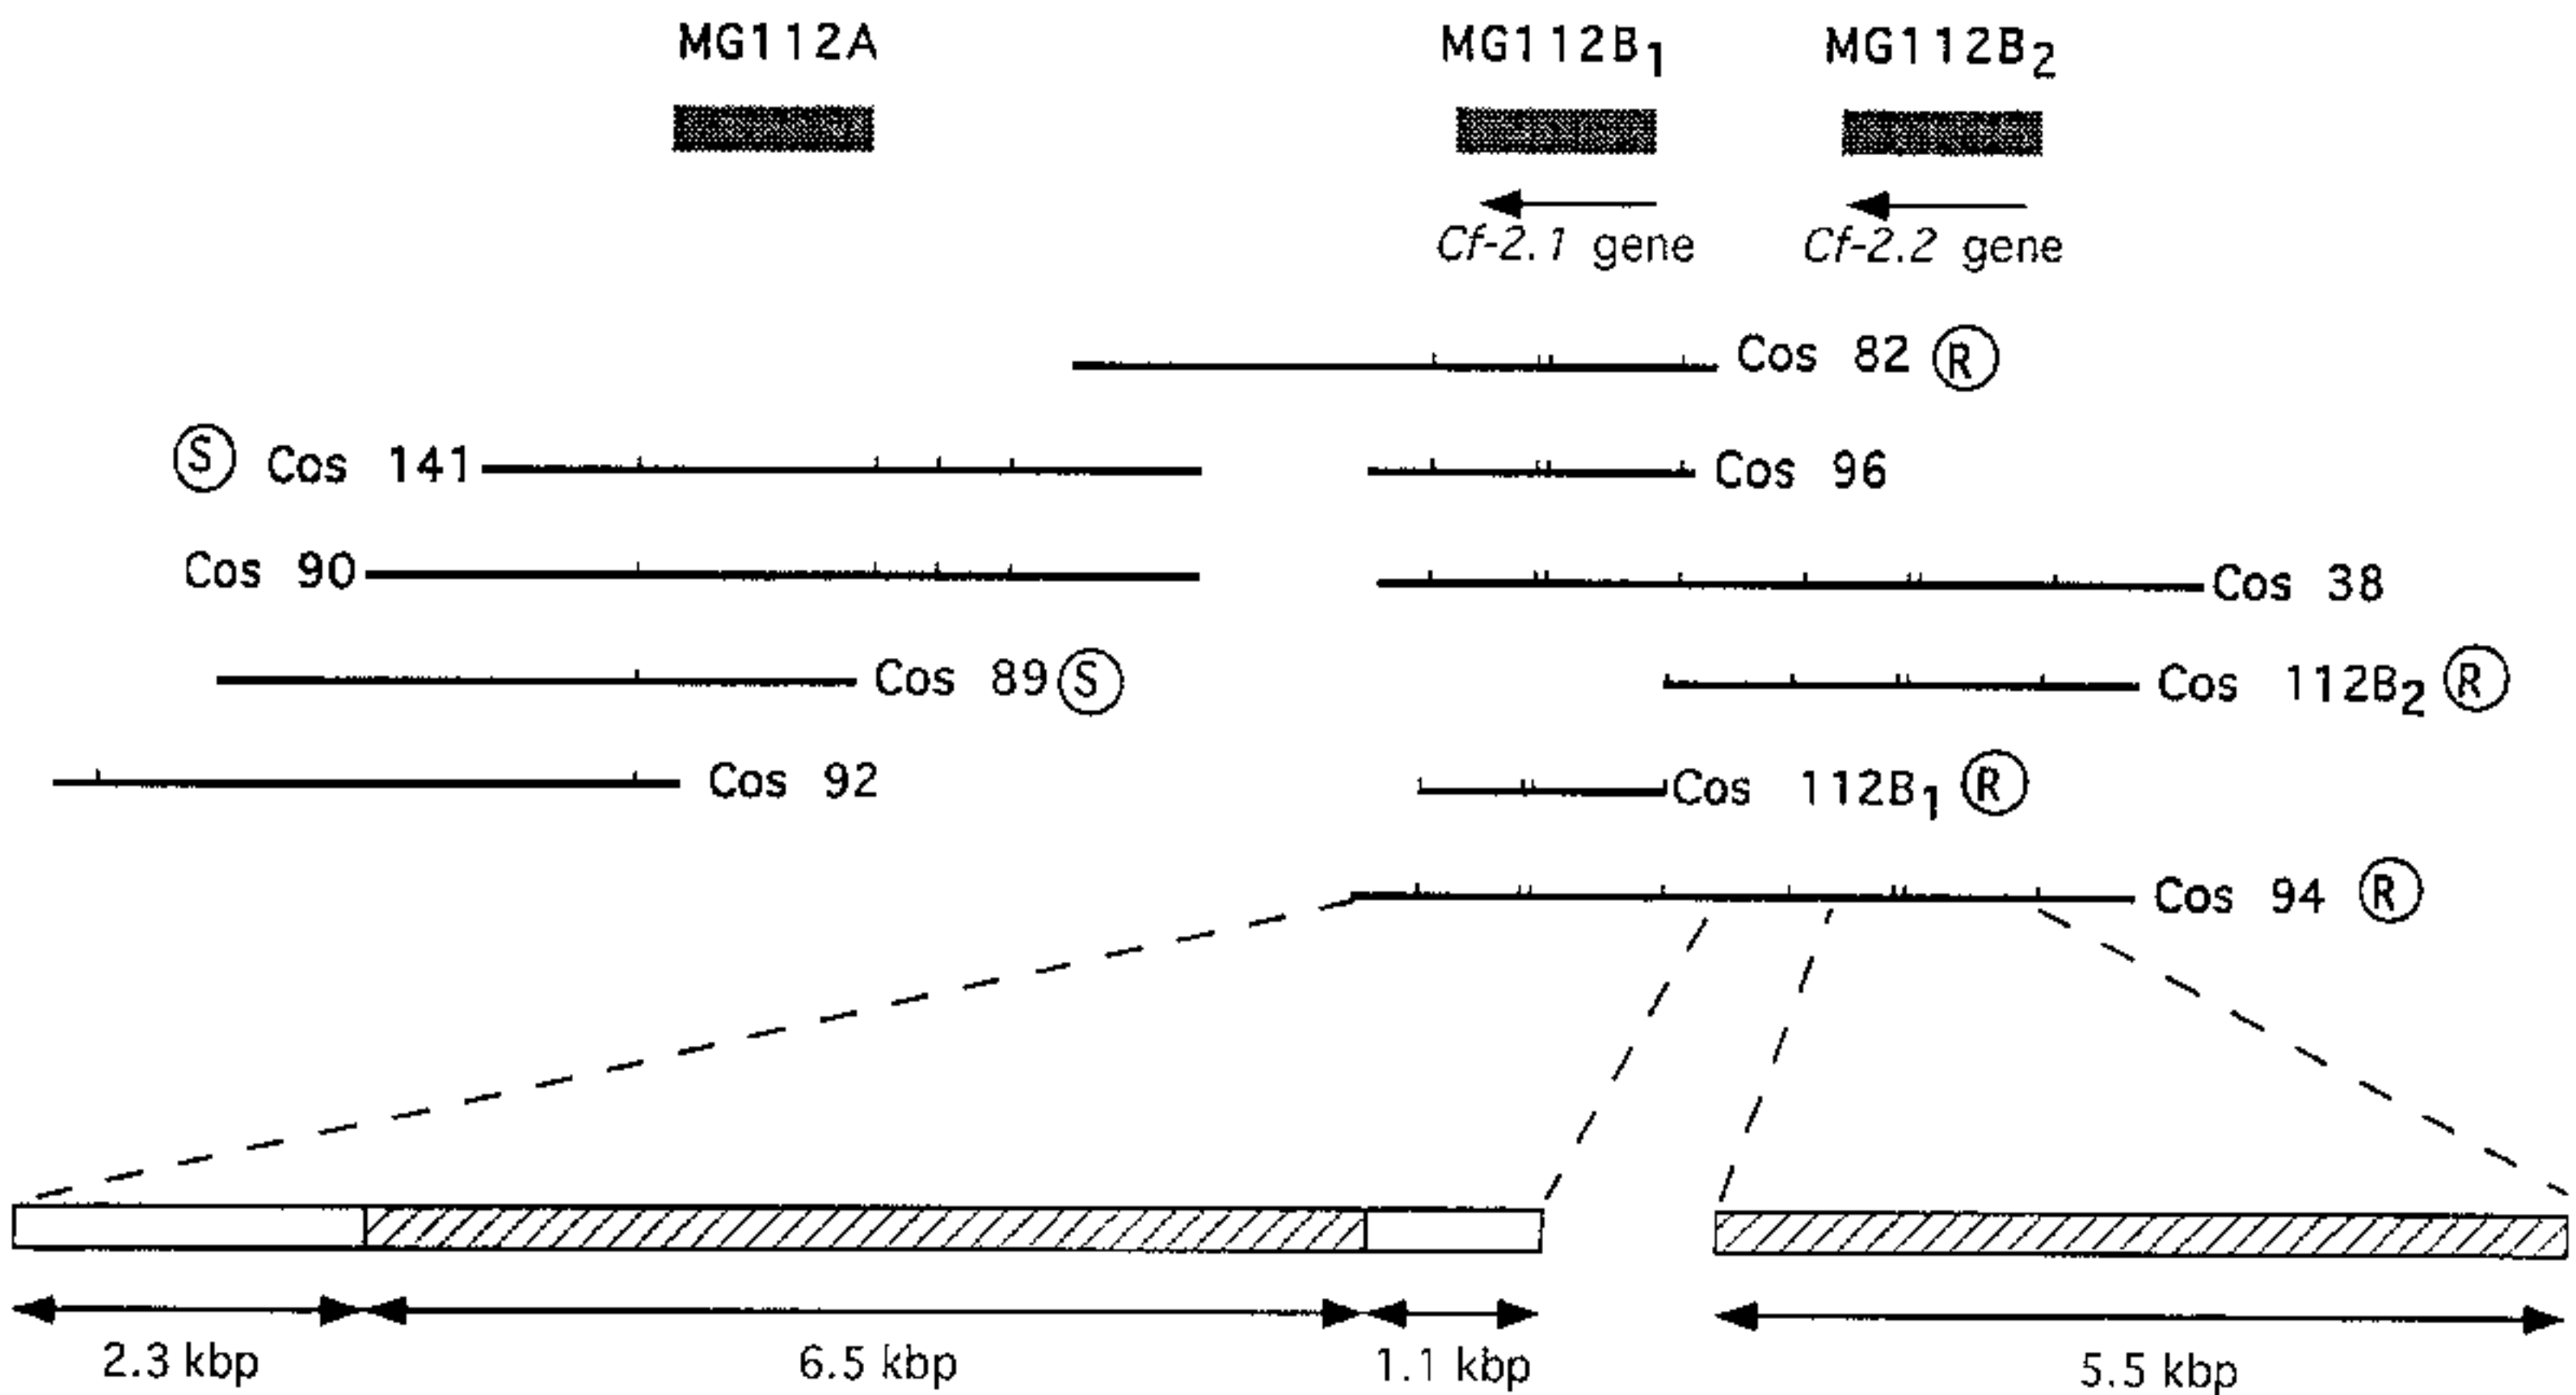 MG112A MG112B₁ MG112B₂
Cf-2.1 gene Cf-2.2 gene
Cos 82 R
S Cos 141 Cos 96
Cos 90 Cos 38
Cos 89 S Cos 112B₂ R
Cos 92 Cos 112B₁ R
Cos 94 R
2.3 kbp 6.5 kbp 1.1 kbp 5.5 kbp